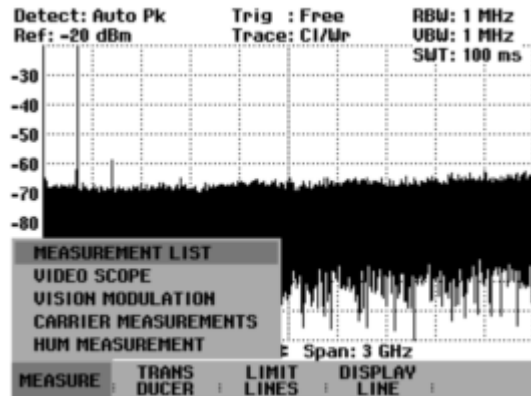 Detect: Auto Pk Trig : Free RBW: 1 MHz
Ref: -20 dBm Trace: Cl/Wr VBW: 1 MHz
SWT: 100 ms
-30
-40
-50
-60
-70
-80
MEASUREMENT LIST
VIDEO SCOPE
VISION MODULATION
CARRIER MEASUREMENTS
HUM MEASUREMENT
Span: 3 GHz
MEASURE TRANS LIMIT DISPLAY
DUCER LINES LINE